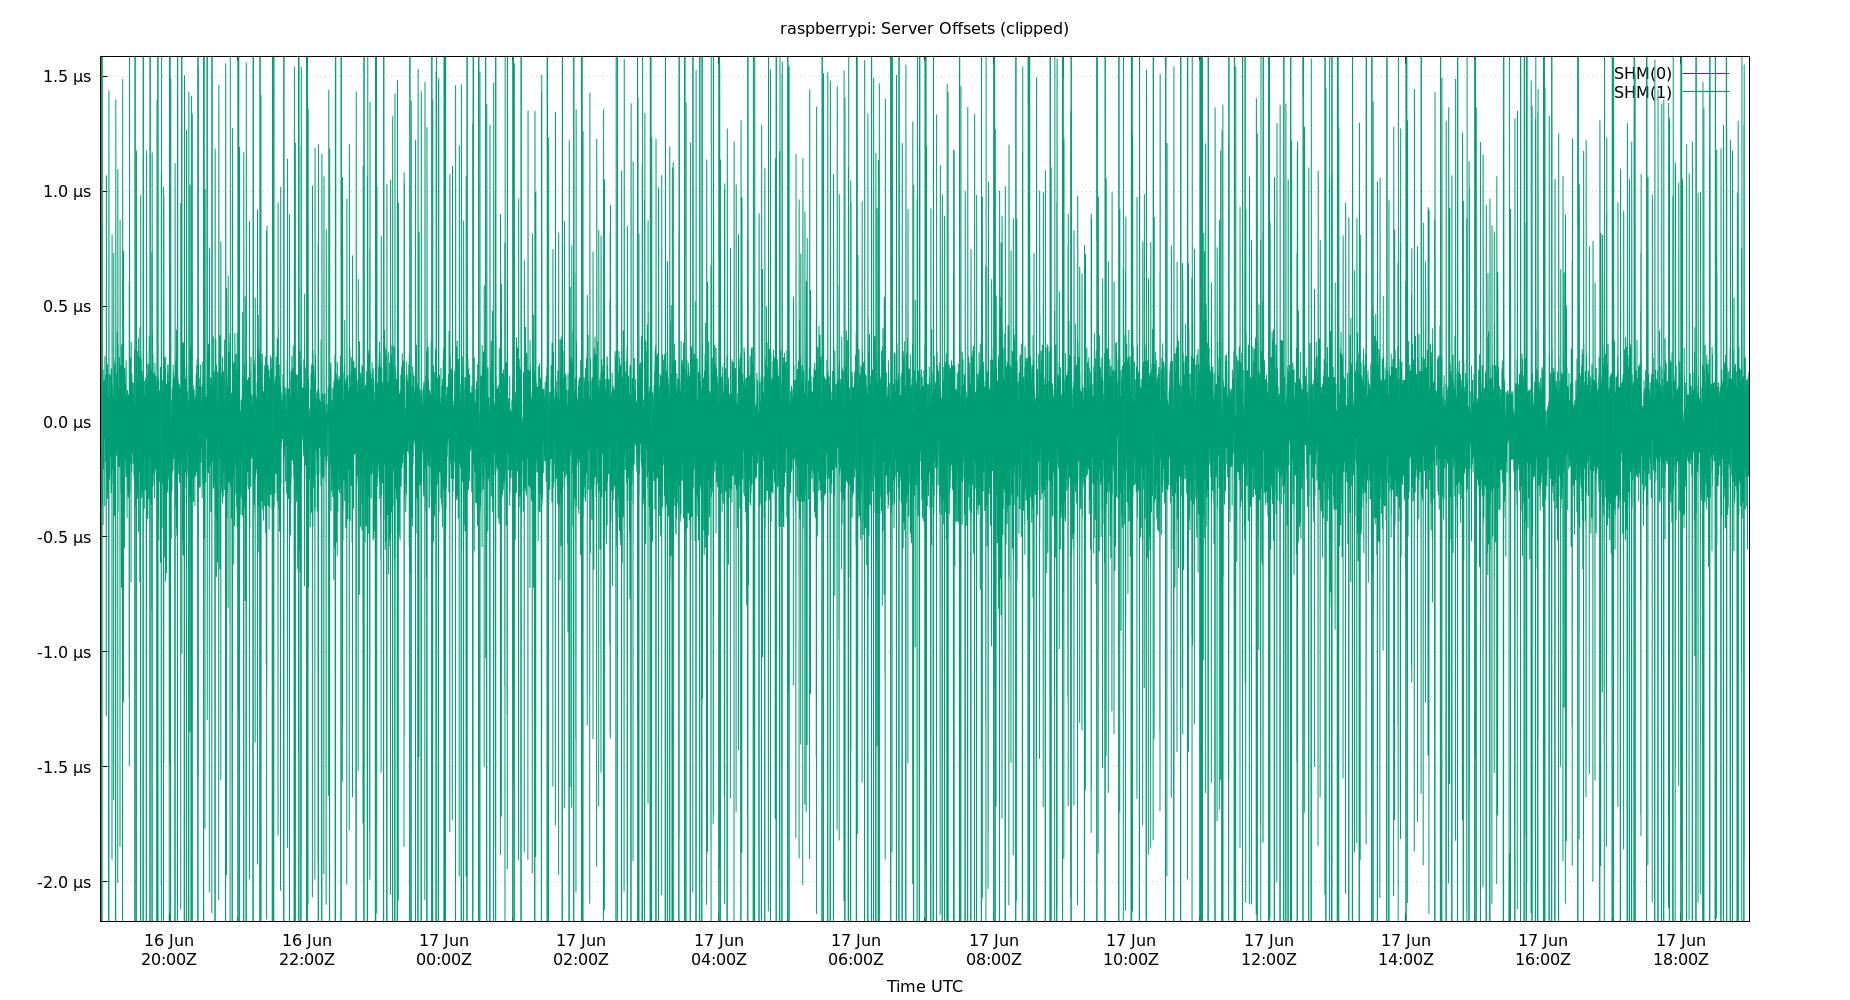 raspberrypi: Server Offsets (clipped)
1.5 µs
1.0 µs
0.5 µs
0.0 µs
-0.5 µs
-1.0 µs
-1.5 µs
-2.0 µs
SHM(0)
SHM(1)
16 Jun 16 Jun 17 Jun 17 Jun 17 Jun 17 Jun 17 Jun 17 Jun 17 Jun 17 Jun 17 Jun 17 Jun
20:00Z 22:00Z 00:00Z 02:00Z 04:00Z 06:00Z 08:00Z 10:00Z 12:00Z 14:00Z 16:00Z 18:00Z
Time UTC